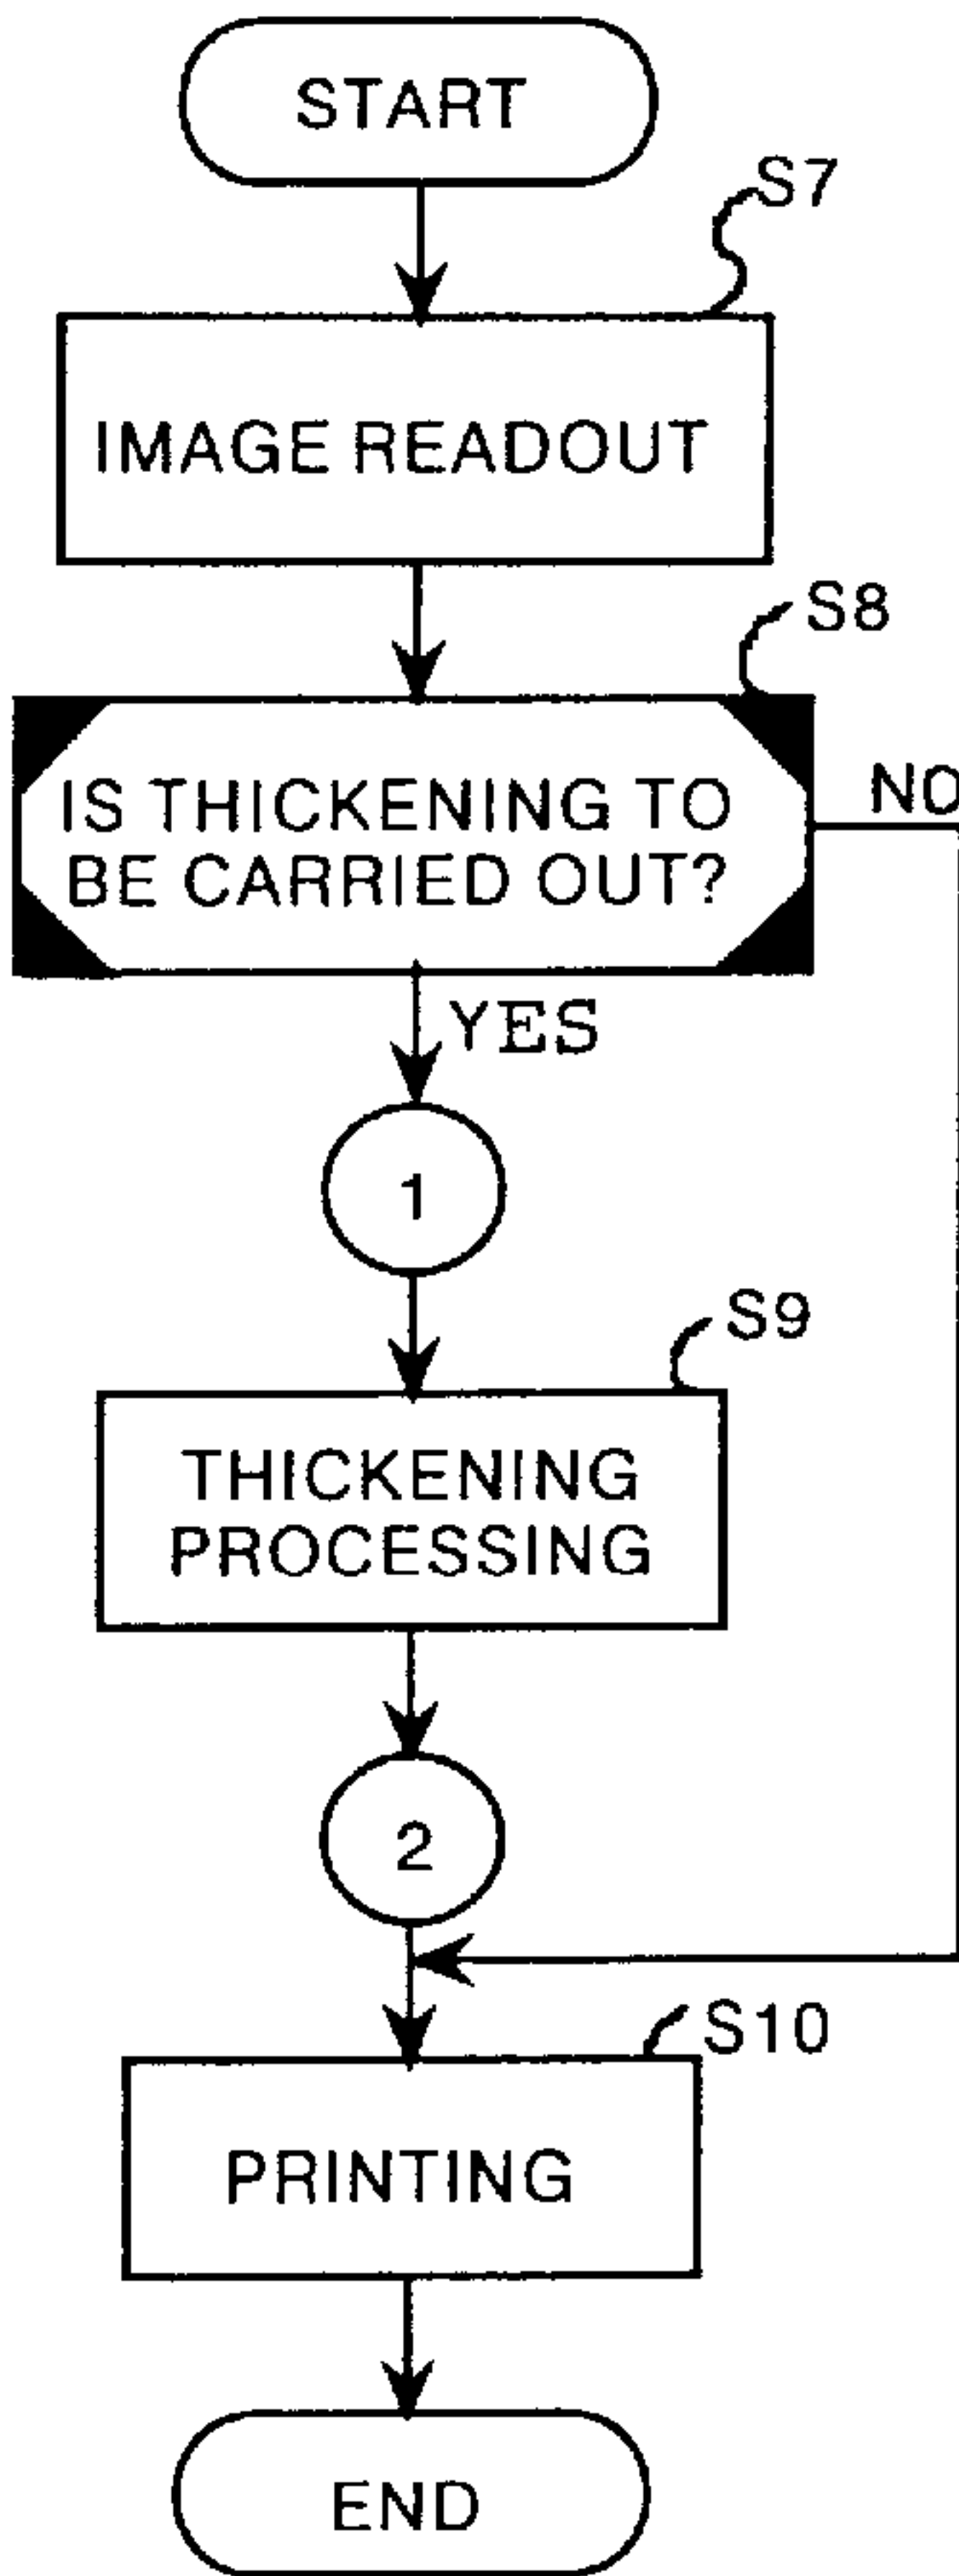 START
S7
IMAGE READOUT
S8
IS THICKENING TO
BE CARRIED OUT?
NO
YES
1
S9
THICKENING
PROCESSING
2
S10
PRINTING
END